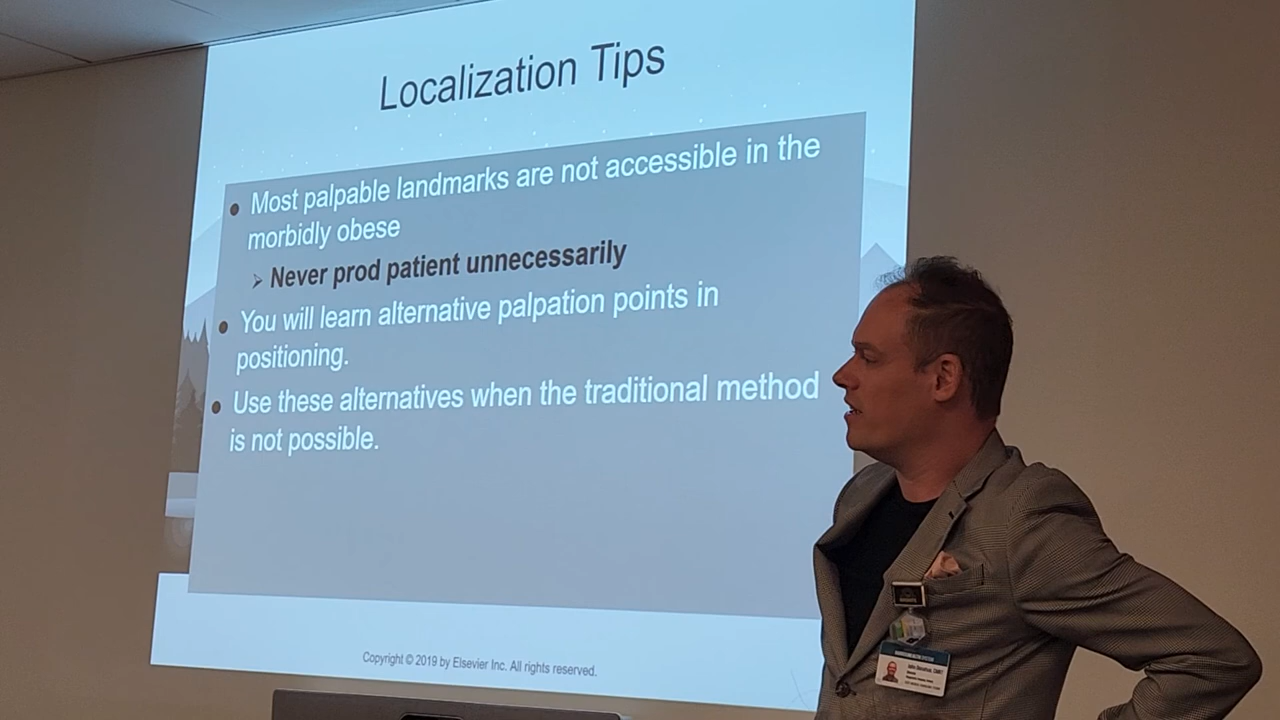 Localization Tips
Most palpable landmarks are not accessible in the
morbidly obese
Never prod patient unnecessarily
You will learn alternative palpation points in
positioning.
Use these alternatives when the traditional method
is not possible.
Copyright © 2019 by Elsevier Inc. All rights reserved.